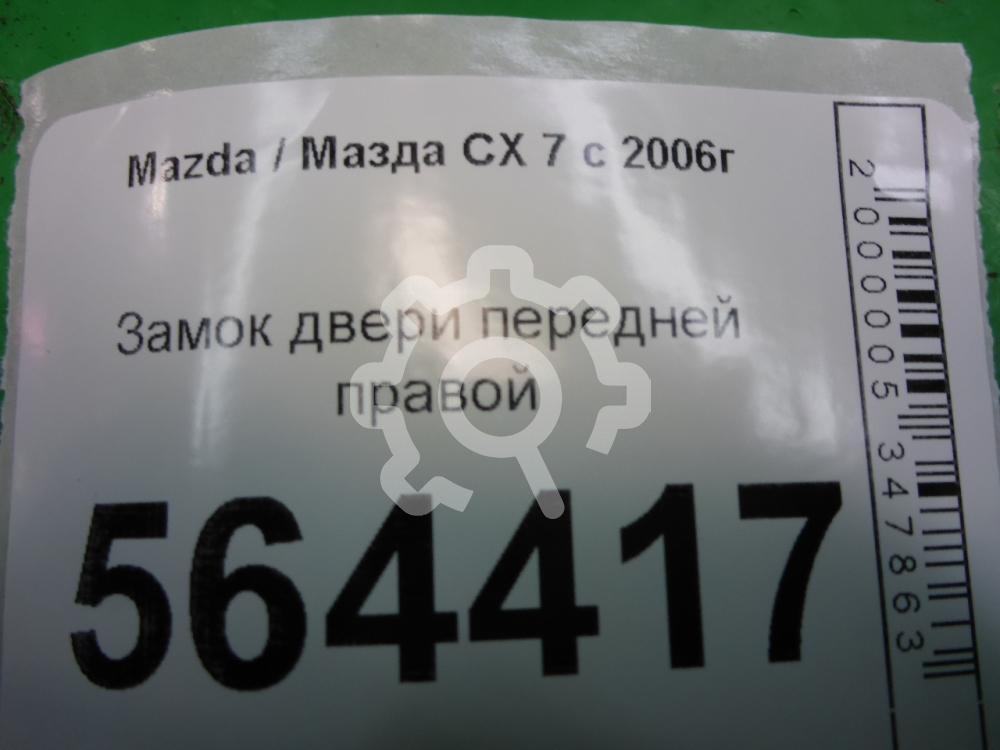 Mazda / Мазда CX 7 с 2006г
Замок двери передней
правой
564417
2000005347863